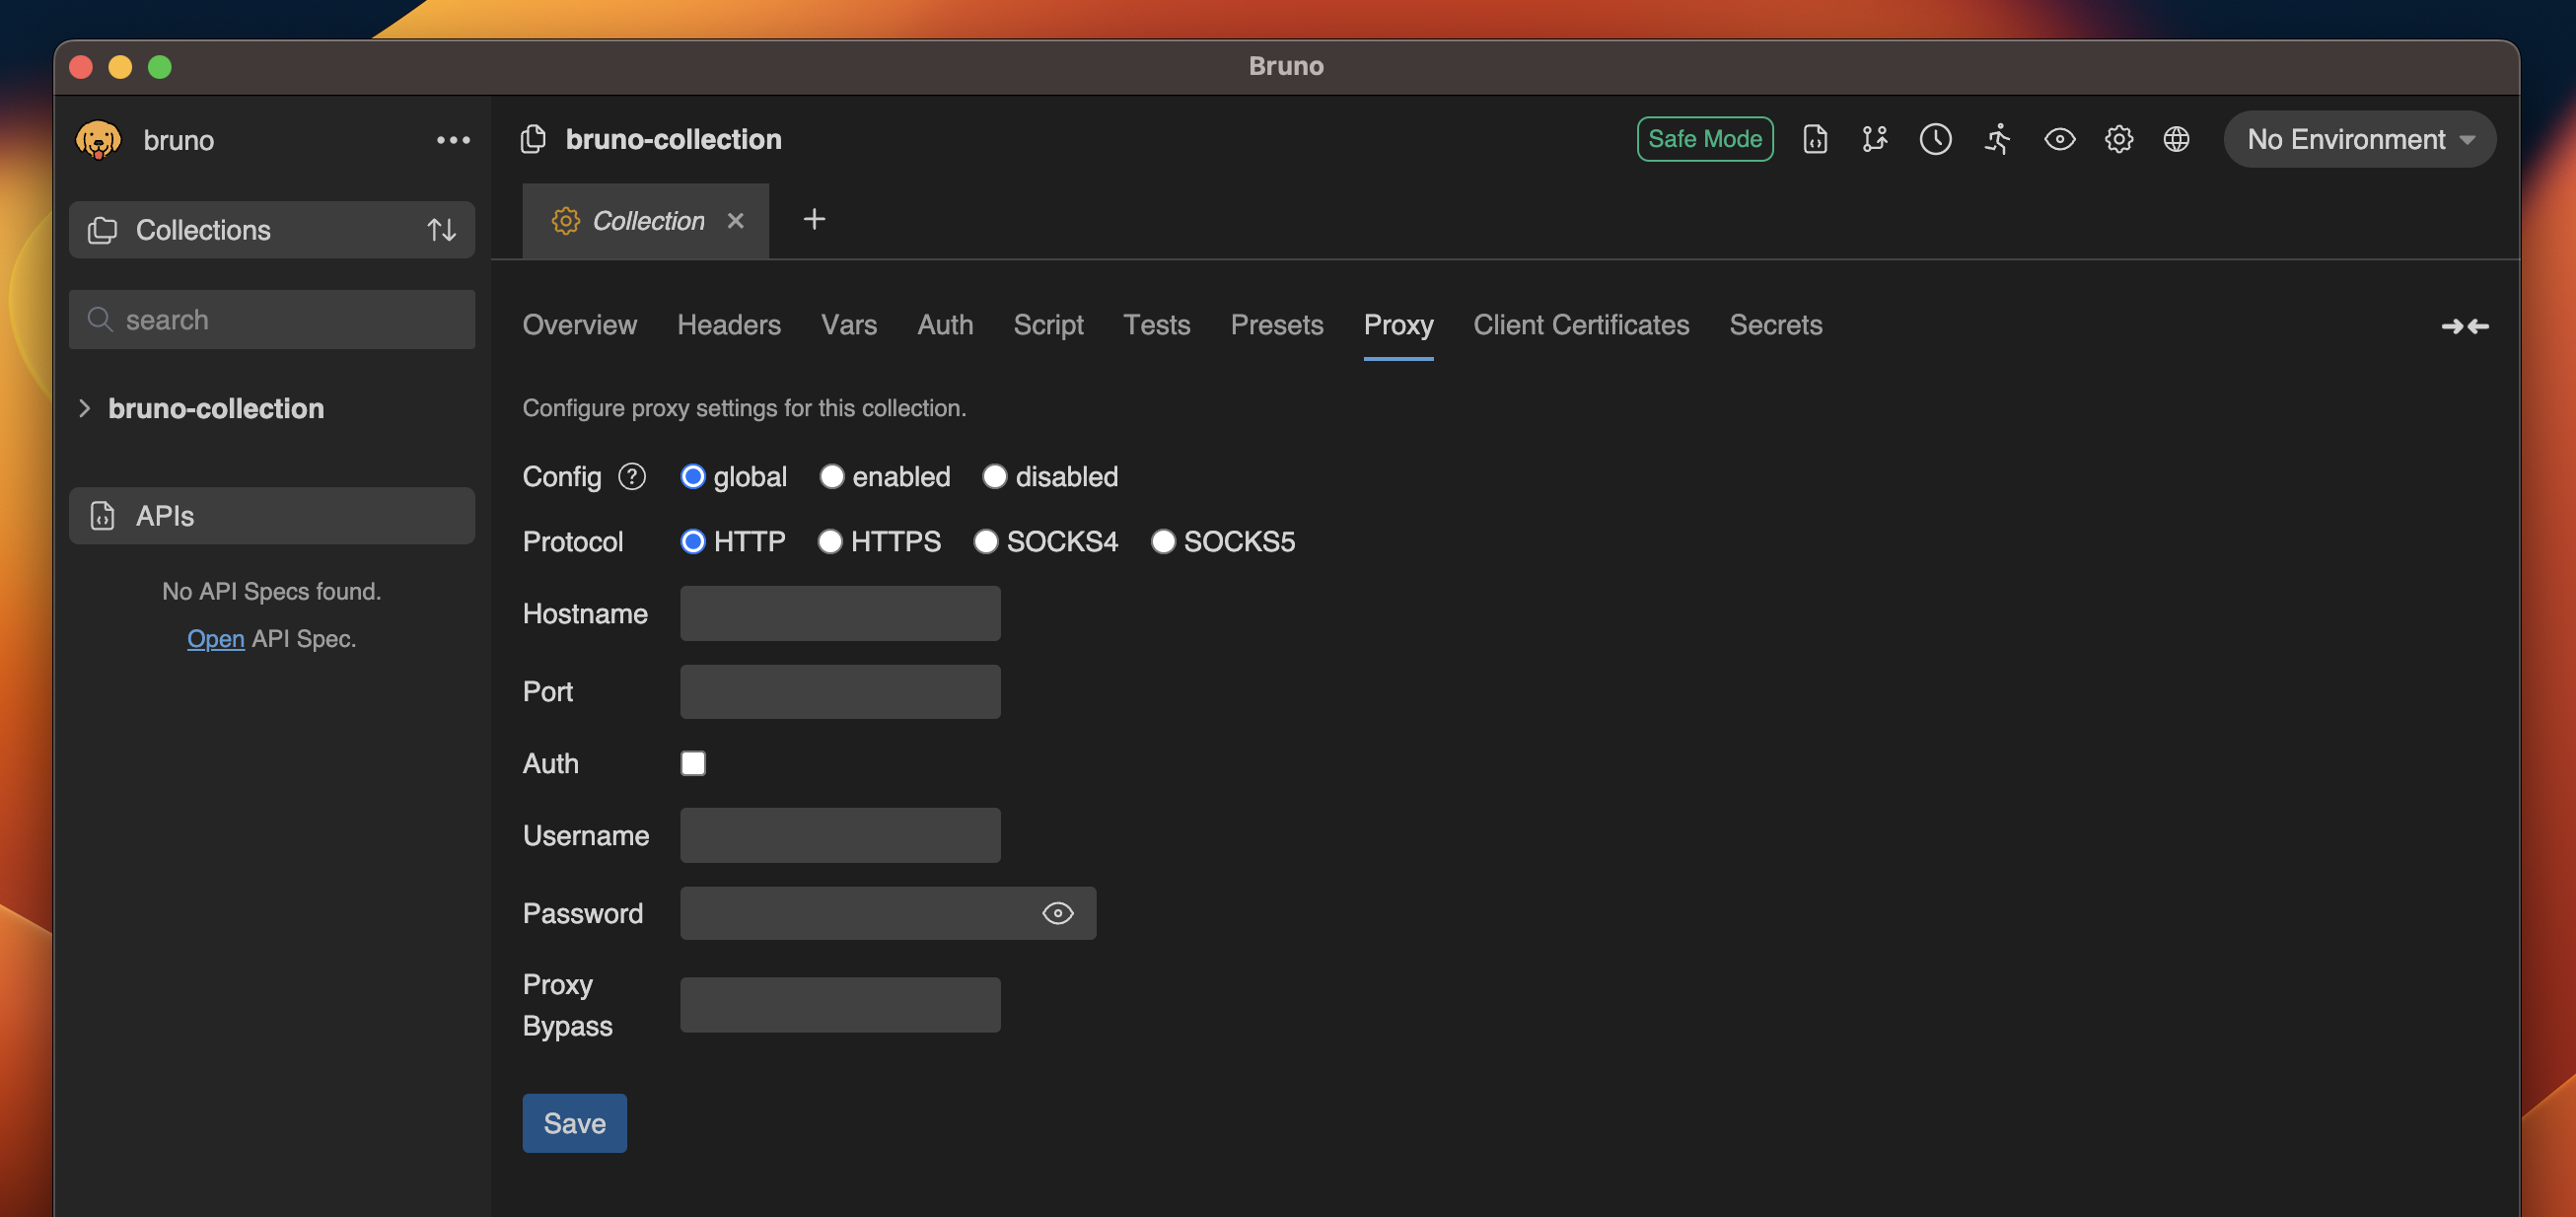 Bruno
bruno
bruno-collection
Safe Mode
No Environment
Collections
Collection
search
Overview Headers Vars Auth Script Tests Presets Proxy Client Certificates Secrets
bruno-collection
Configure proxy settings for this collection.
Config ? global enabled disabled
APIs
Protocol HTTP HTTPS SOCKS4 SOCKS5
No API Specs found.
Open API Spec.
Hostname
Port
Auth
Username
Password
Proxy
Bypass
Save